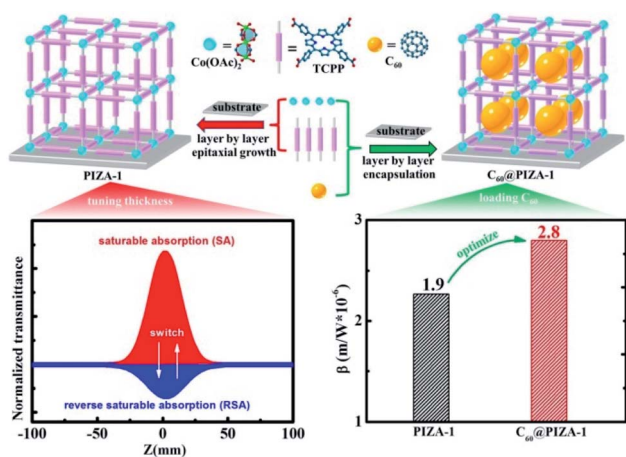 Co(OAc)2
=
=
TCPP
=
C60
substrate
layer by layer
epitaxial growth
substrate
layer by layer
encapsulation
PIZA-1
C60@PIZA-1
tuning thickness
loading C60
saturable absorption (SA)
switch
reverse saturable absorption (RSA)
Normalized transmittance
-100
-50
0
50
100
Z(mm)
β (m/W*10-6)
3
2
1
1.9
optimize
2.8
PIZA-1
C60@PIZA-1